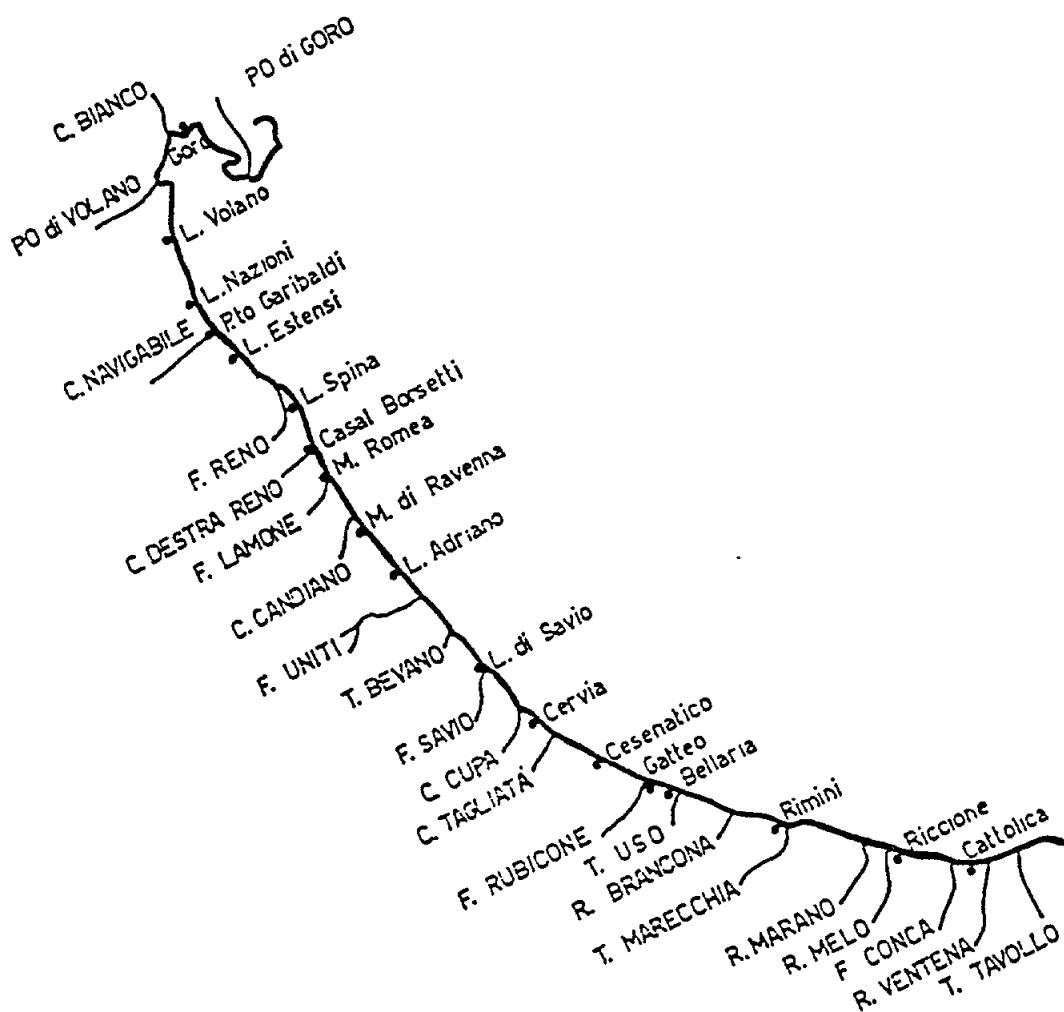 PO di GORO
C. BIANCO
Goro
PO di VOLANO
L. Volano
L. Nazioni
P.to Garibaldi
C. NAVIGABILE
L. Estensi
L. Spina
F. RENO
Casal Borsetti
C. DESTRA RENO
M. Romea
F. LAMONE
M. di Ravenna
C. CANDIANO
L. Adriano
F. UNITI
T. BEVANO
L. di Savio
F. SAVIO
Cervia
C. CUPA
C. TAGLIATA
Cesenatico
Gatteo
F. RUBICONE
Bellaria
T. USO
R. BRANCONA
Rimini
T. MARECCHIA
R. MARANO
Riccione
R. MELO
Cattolica
F CONCA
R. VENTENA
T. TAVOLLO